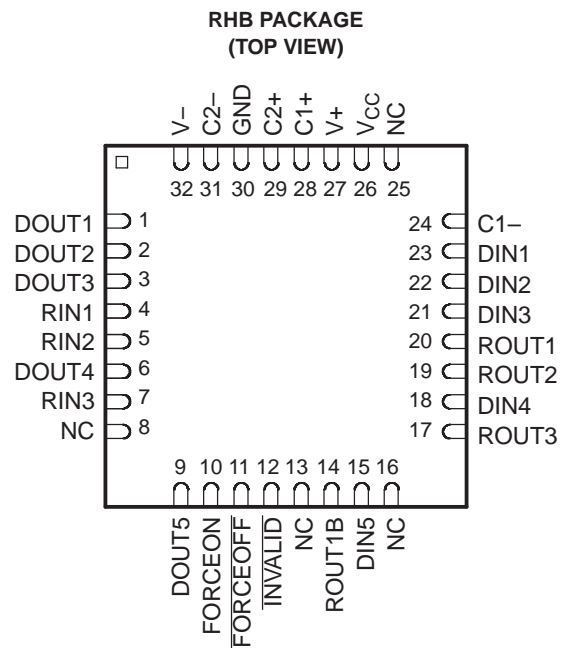 RHB PACKAGE
(TOP VIEW)
V–
C2–
GND
C2+
C1+
V+
VCC
NC
32 31 30 29 28 27 26 25
DOUT1 1
DOUT2 2
DOUT3 3
RIN1 4
RIN2 5
DOUT4 6
RIN3 7
NC 8
24 C1–
23 DIN1
22 DIN2
21 DIN3
20 ROUT1
19 ROUT2
18 DIN4
17 ROUT3
9 10 11 12 13 14 15 16
DOUT5
FORCEON
FORCEOFF
INVALID
NC
ROUT1B
DIN5
NC